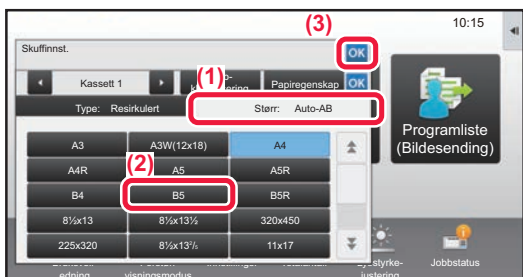 (3)
10:15
Skuffinnst.
OK
Kassett 1
(1)
Papiregenskap
OK
Type: Resirkulert
Størr: Auto-AB
Programliste
(Bildesending)
A3
A3W(12x18)
A4
(2)
A4R
A5
A5R
B4
B5
B5R
8½x13
8½x13½
320x450
225x320
8½x13²/₅
11x17
Jobbstatus
visningsmodus
justering